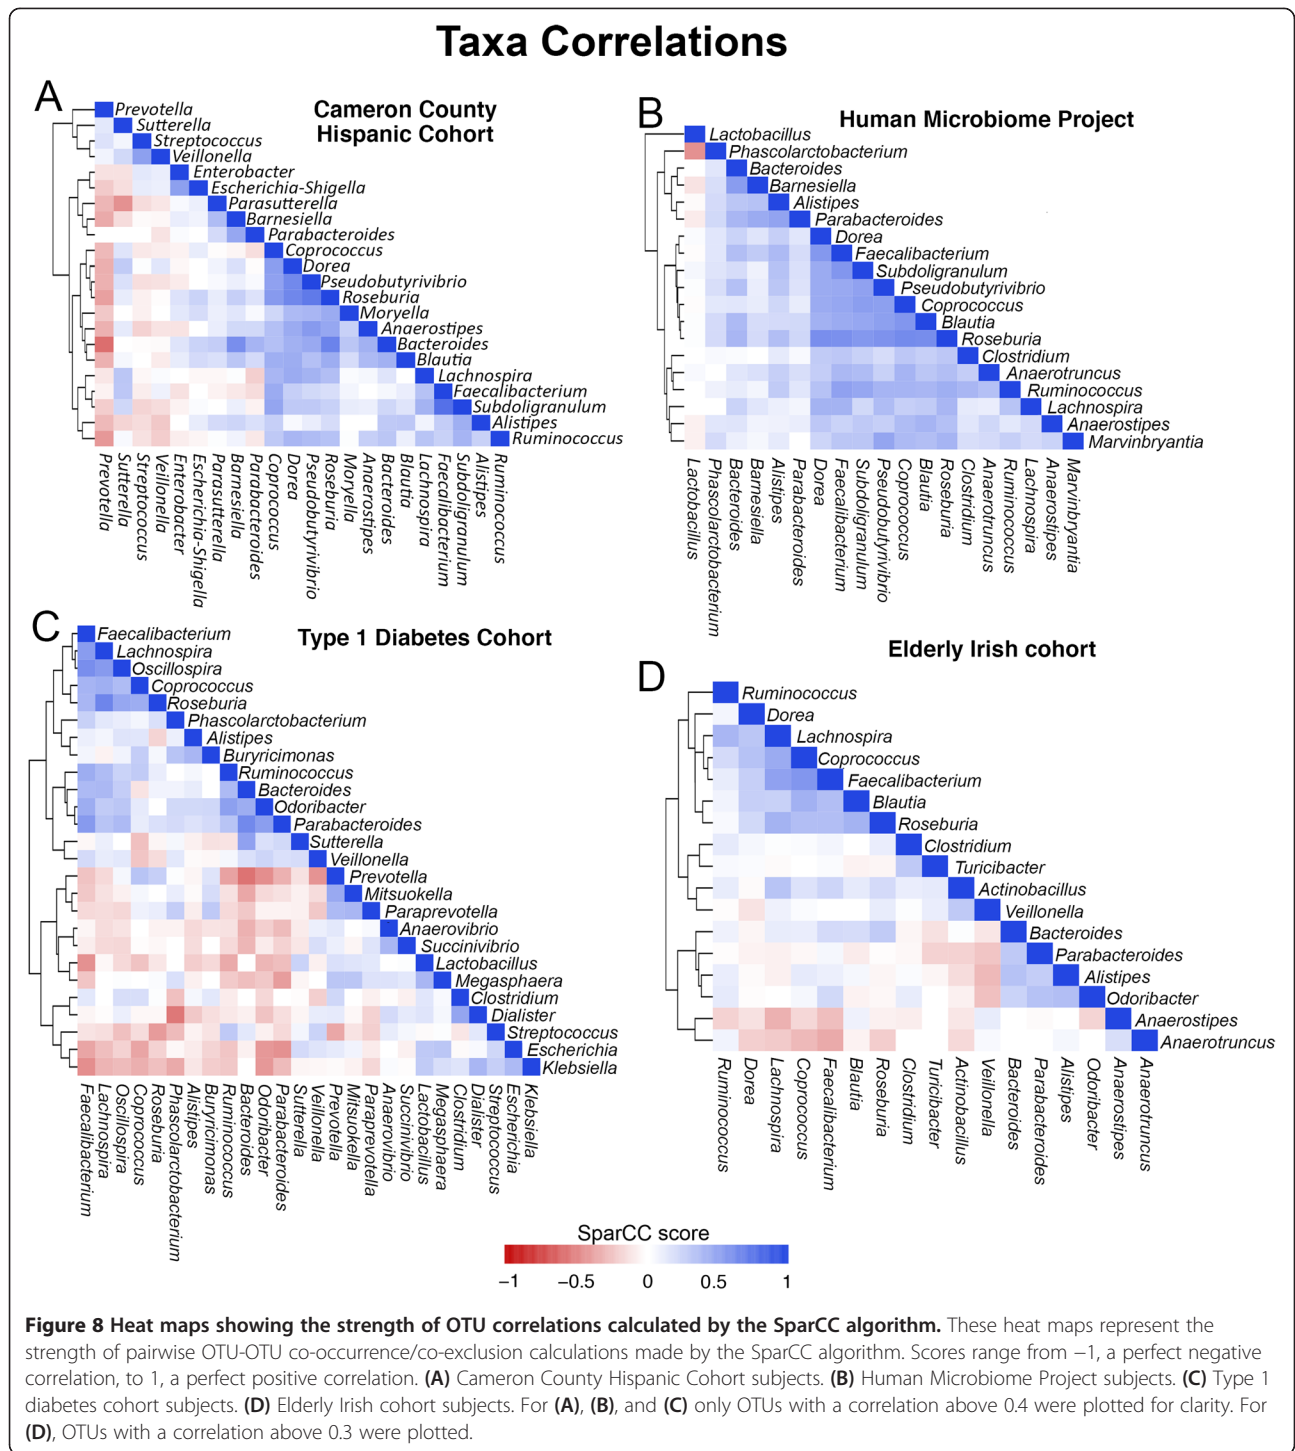 Taxa Correlations
A
Cameron County
Hispanic Cohort
Prevotella
Sutterella
Streptococcus
Veillonella
Enterobacter
Escherichia-Shigella
Parasutterella
Barnesiella
Parabacteroides
Coprococcus
Dorea
Pseudobutyrivibrio
Roseburia
Moryella
Anaerostipes
Bacteroides
Blautia
Lachnospira
Faecalibacterium
Subdoligranulum
Alistipes
Ruminococcus
Prevotella
Sutterella
Streptococcus
Veillonella
Enterobacter
Escherichia-Shigella
Parasutterella
Barnesiella
Parabacteroides
Coprococcus
Dorea
Pseudobutyrivibrio
Roseburia
Moryella
Anaerostipes
Bacteroides
Blautia
Lachnospira
Faecalibacterium
Subdoligranulum
Alistipes
Ruminococcus
B
Human Microbiome Project
Lactobacillus
Phascolarctobacterium
Bacteroides
Barnesiella
Alistipes
Parabacteroides
Dorea
Faecalibacterium
Subdoligranulum
Pseudobutyrivibrio
Coprococcus
Blautia
Roseburia
Clostridium
Anaerotruncus
Ruminococcus
Lachnospira
Anaerostipes
Marvinbryantia
Lactobacillus
Phascolarctobacterium
Bacteroides
Barnesiella
Alistipes
Parabacteroides
Dorea
Faecalibacterium
Subdoligranulum
Pseudobutyrivibrio
Coprococcus
Blautia
Roseburia
Clostridium
Anaerotruncus
Ruminococcus
Lachnospira
Anaerostipes
Marvinbryantia
C
Type 1 Diabetes Cohort
Faecalibacterium
Lachnospira
Oscillospira
Coprococcus
Roseburia
Phascolarctobacterium
Alistipes
Buryricimonas
Ruminococcus
Bacteroides
Odoribacter
Parabacteroides
Sutterella
Veillonella
Prevotella
Mitsuokella
Paraprevotella
Anaerovibrio
Succinivibrio
Lactobacillus
Megasphaera
Clostridium
Dialister
Streptococcus
Escherichia
Klebsiella
Faecalibacterium
Lachnospira
Oscillospira
Coprococcus
Roseburia
Phascolarctobacterium
Alistipes
Buryricimonas
Ruminococcus
Bacteroides
Odoribacter
Parabacteroides
Sutterella
Veillonella
Prevotella
Mitsuokella
Paraprevotella
Anaerovibrio
Succinivibrio
Lactobacillus
Megasphaera
Clostridium
Dialister
Streptococcus
Escherichia
Klebsiella
D
Elderly Irish cohort
Ruminococcus
Dorea
Lachnospira
Coprococcus
Faecalibacterium
Blautia
Roseburia
Clostridium
Turicibacter
Actinobacillus
Veillonella
Bacteroides
Parabacteroides
Alistipes
Odoribacter
Anaerostipes
Anaerotruncus
Ruminococcus
Dorea
Lachnospira
Coprococcus
Faecalibacterium
Blautia
Roseburia
Clostridium
Turicibacter
Actinobacillus
Veillonella
Bacteroides
Parabacteroides
Alistipes
Odoribacter
Anaerostipes
Anaerotruncus
SparCC score
−1 −0.5 0 0.5 1
Figure 8 Heat maps showing the strength of OTU correlations calculated by the SparCC algorithm. These heat maps represent the
strength of pairwise OTU-OTU co-occurrence/co-exclusion calculations made by the SparCC algorithm. Scores range from −1, a perfect negative
correlation, to 1, a perfect positive correlation. (A) Cameron County Hispanic Cohort subjects. (B) Human Microbiome Project subjects. (C) Type 1
diabetes cohort subjects. (D) Elderly Irish cohort subjects. For (A), (B), and (C) only OTUs with a correlation above 0.4 were plotted for clarity. For
(D), OTUs with a correlation above 0.3 were plotted.